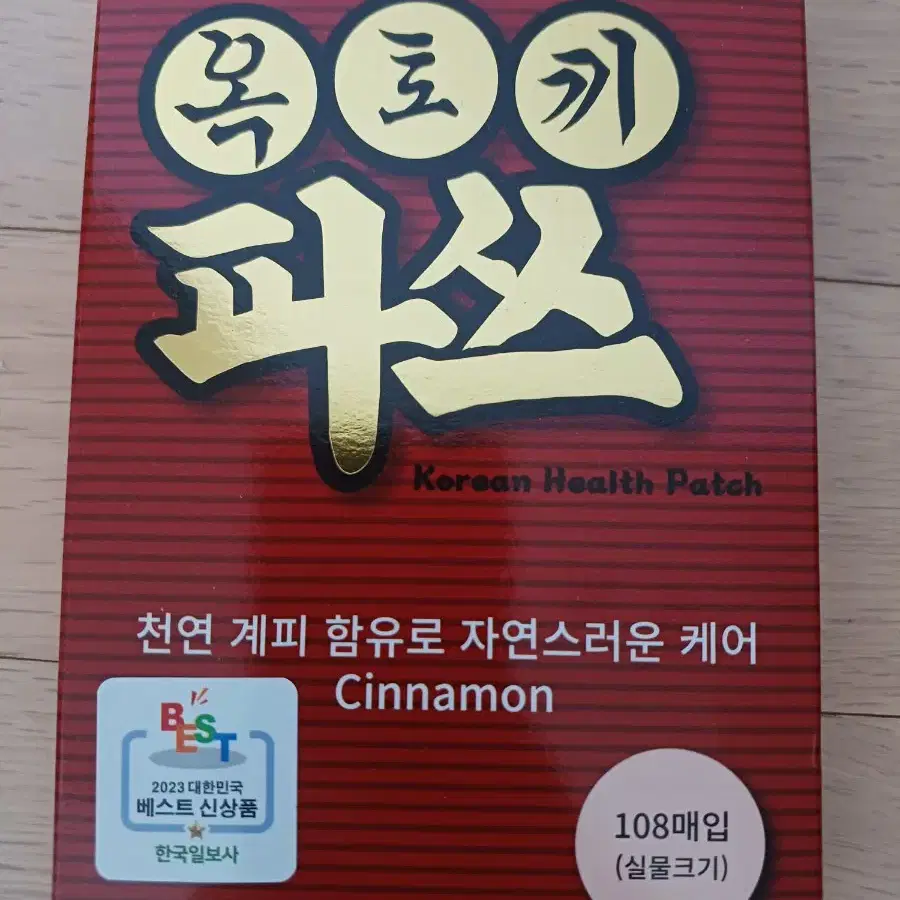 옥토끼
파쓰
Korean Health Patch
천연 계피 함유로 자연스러운 케어
Cinnamon
BEST
2023 대한민국
베스트 신상품
한국일보사
108매입
(실물크기)